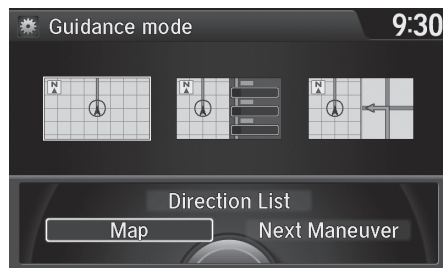 Guidance mode
9:30
N
N
N
Direction List
Map
Next Maneuver